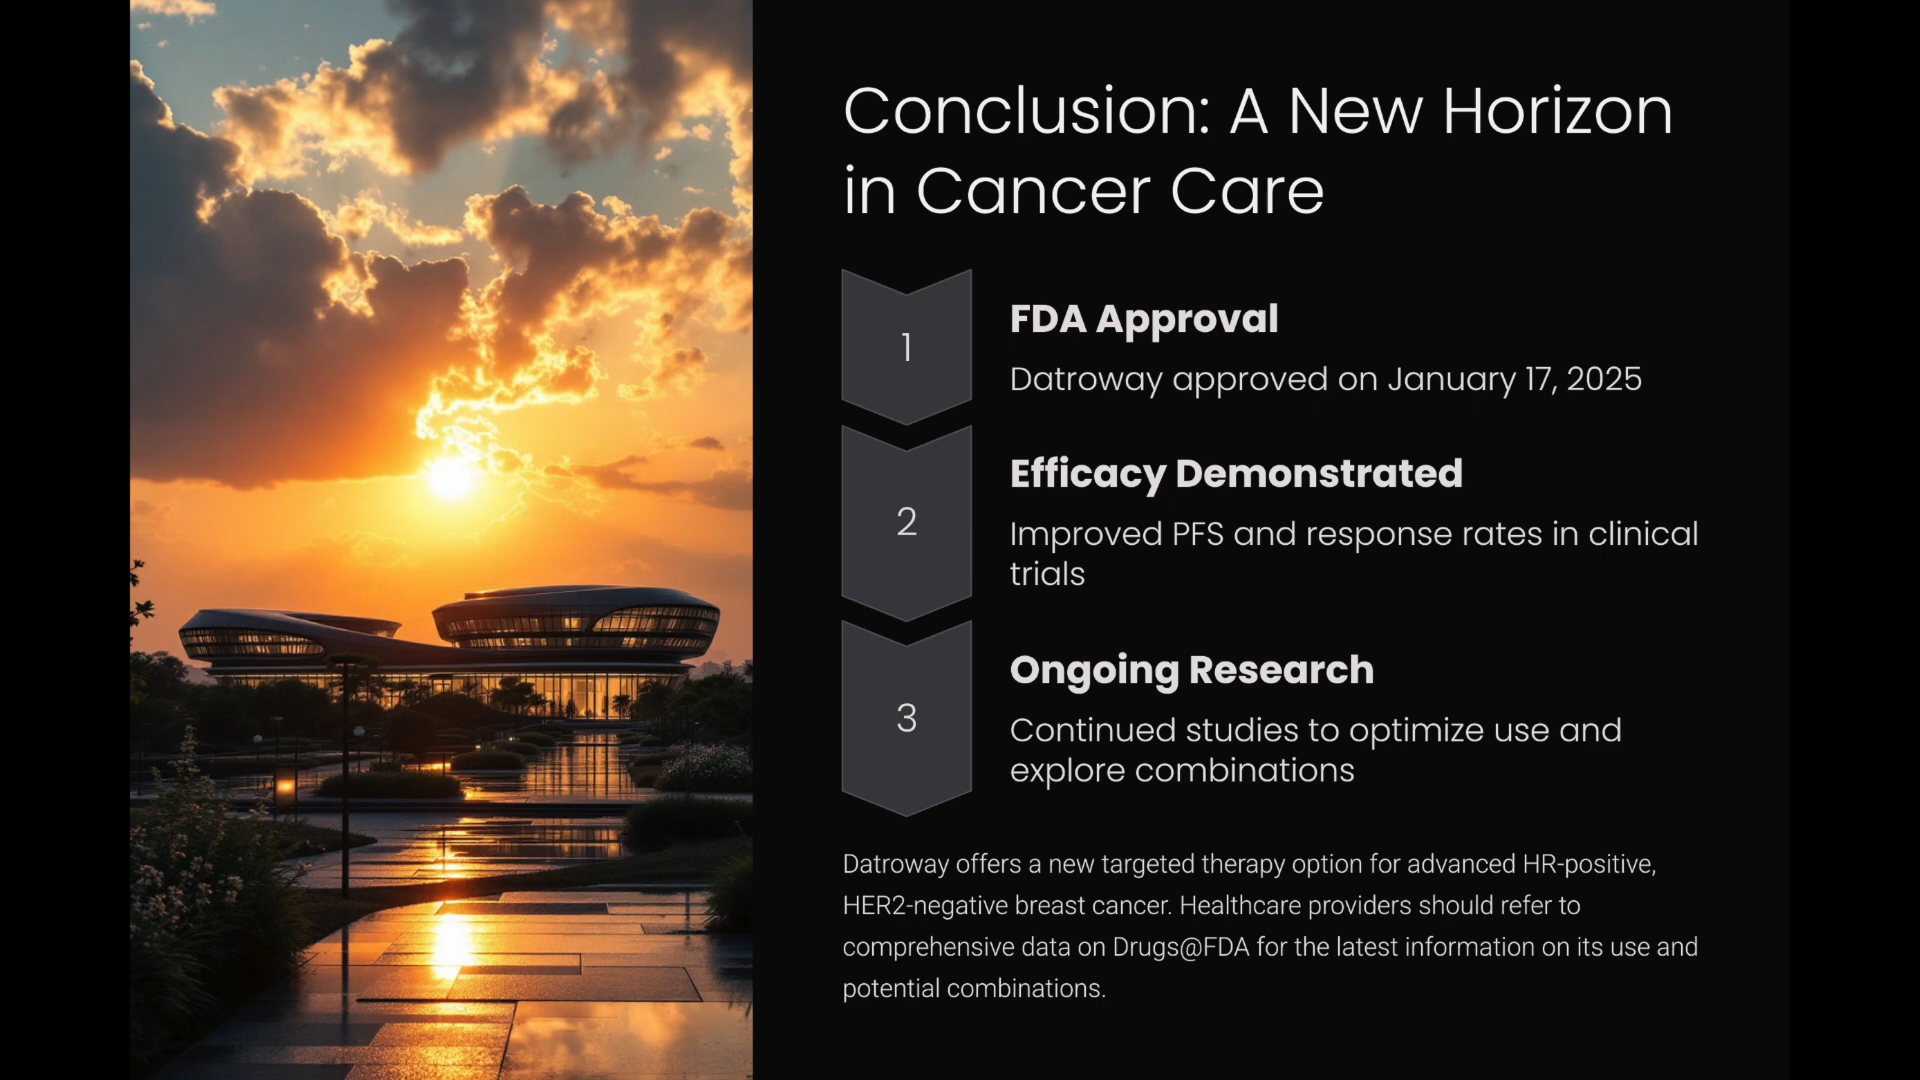 Conclusion: A New Horizon
in Cancer Care
1
FDA Approval
Datroway approved on January 17, 2025
2
Efficacy Demonstrated
Improved PFS and response rates in clinical
trials
3
Ongoing Research
Continued studies to optimize use and
explore combinations
Datroway offers a new targeted therapy option for advanced HR-positive,
HER2-negative breast cancer. Healthcare providers should refer to
comprehensive data on Drugs@FDA for the latest information on its use and
potential combinations.